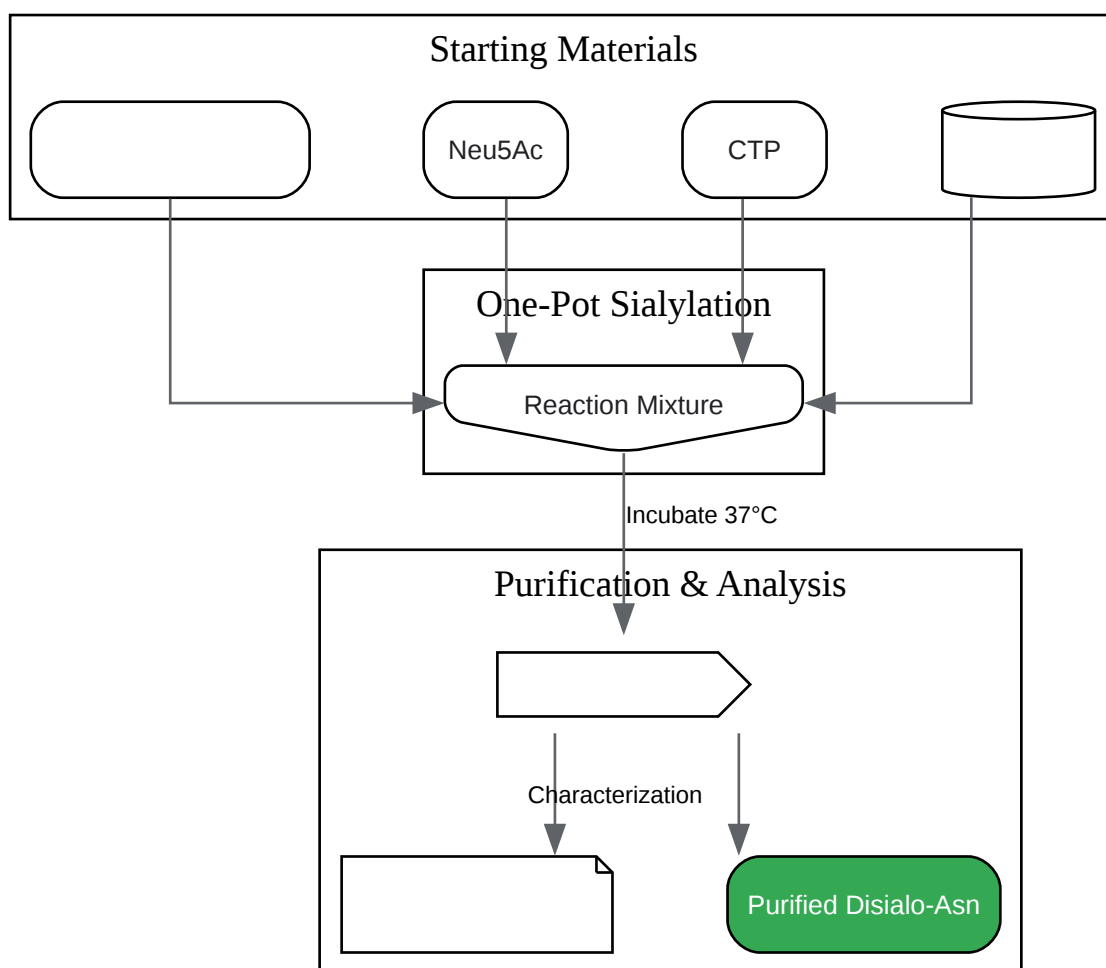 Starting Materials
Neu5Ac
CTP
One-Pot Sialylation
Reaction Mixture
Incubate 37°C
Purification & Analysis
Characterization
Purified Disialo-Asn